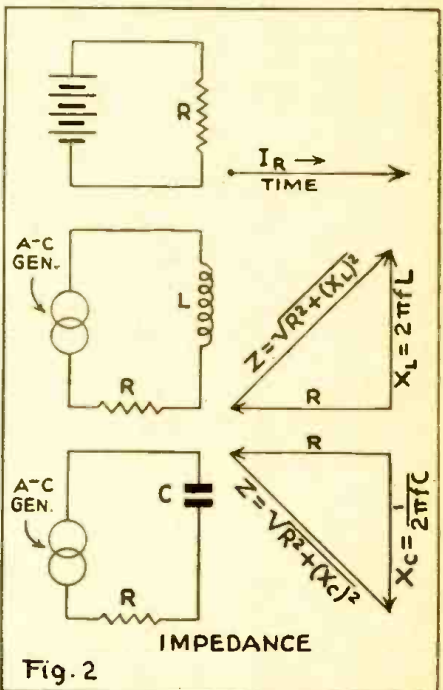 R
I_R →
TIME
A-C
GEN.
L
R
Z = √R² + (X_L)²
X_L = 2πfL
R
A-C
GEN.
C
R
R
Z = √R² + (X_C)²
X_C = 1/2πfC
IMPEDANCE
Fig. 2